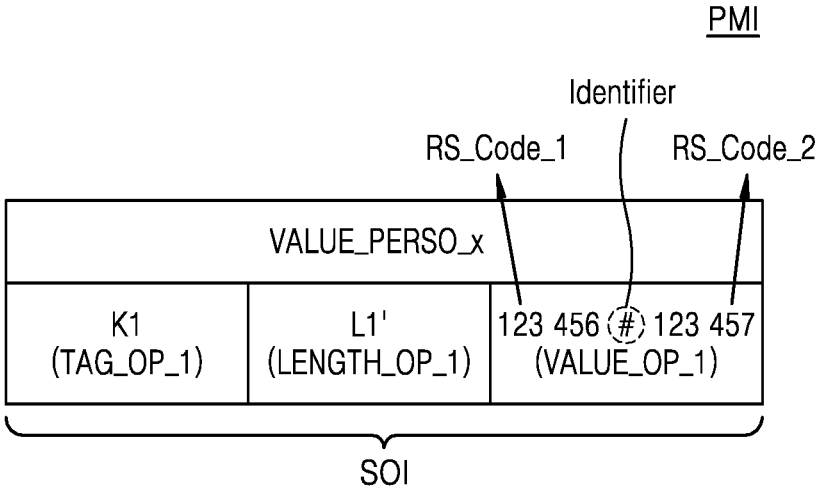 PMI
Identifier
RS_Code_1 RS_Code_2
VALUE_PERSO_x
K1
(TAG_OP_1)
L1'
(LENGTH_OP_1)
123 456 # 123 457
(VALUE_OP_1)
SOI